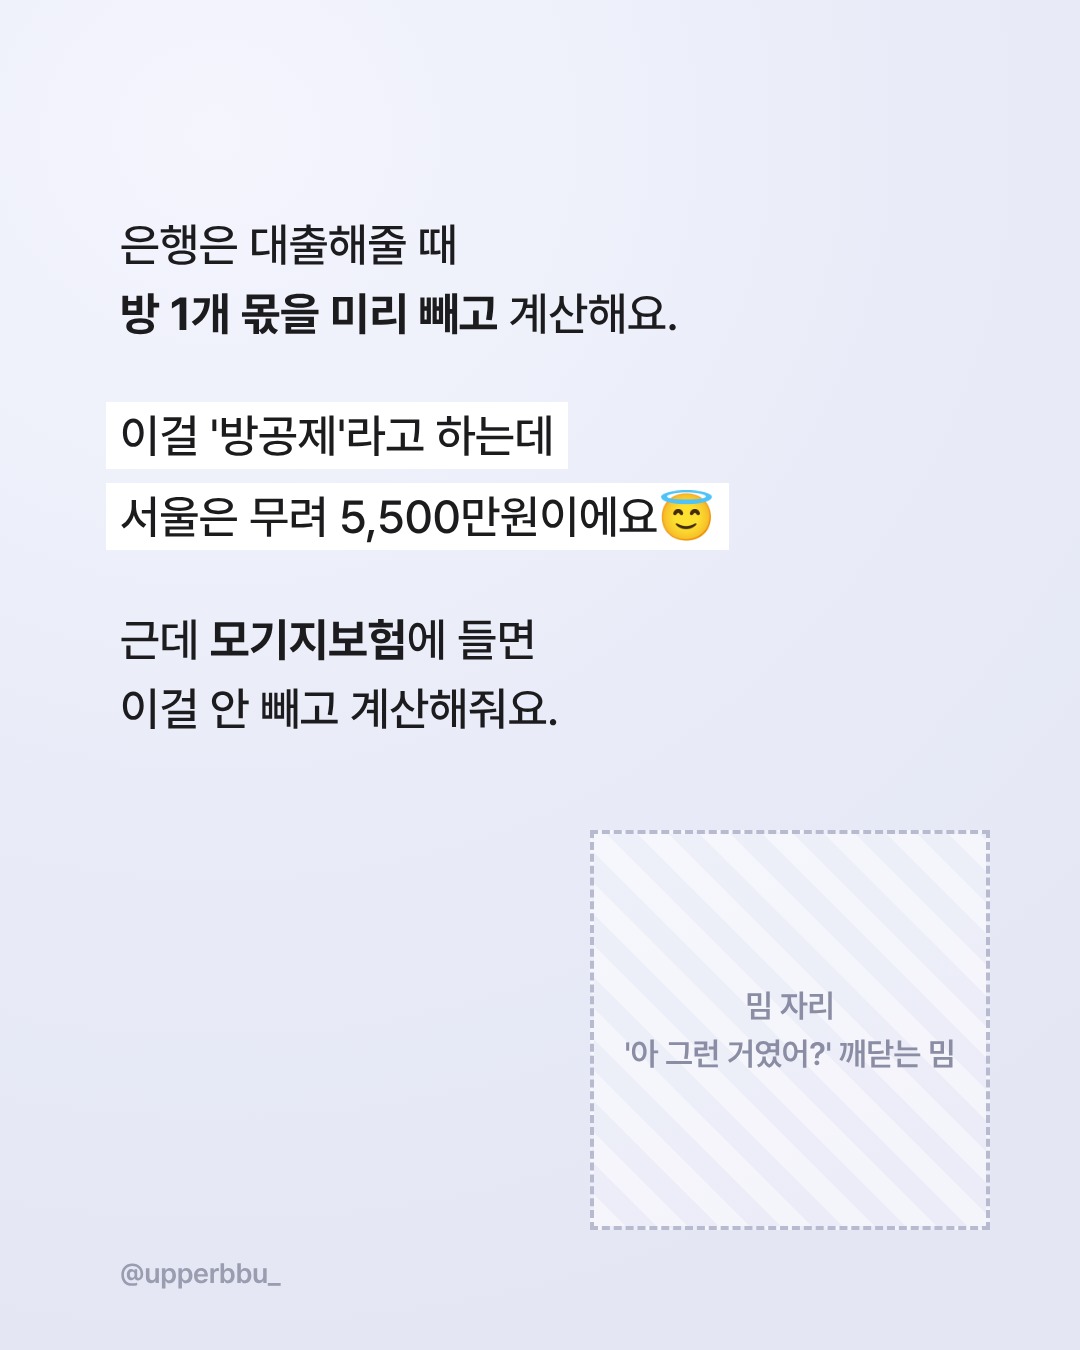 은행은 대출해줄 때
방 1개 몫을 미리 빼고 계산해요.
이걸 '방공제'라고 하는데
서울은 무려 5,500만원이에요😇
근데 모기지보험에 들면
이걸 안 빼고 계산해줘요.
밈 자리
'아 그런 거였어?' 깨닫는 밈
@upperbbu_